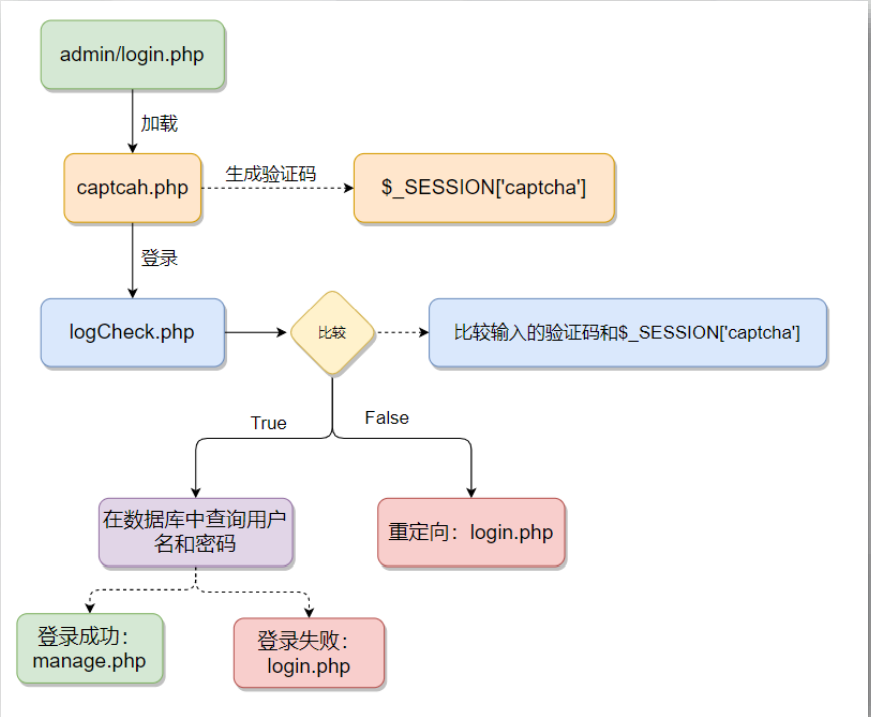 admin/login.php
加载
captcah.php
生成验证码
$_SESSION['captcha']
登录
logCheck.php
比较
比较输入的验证码和$_SESSION['captcha']
True
False
在数据库中查询用户
名和密码
重定向：login.php
登录成功：
manage.php
登录失败：
login.php